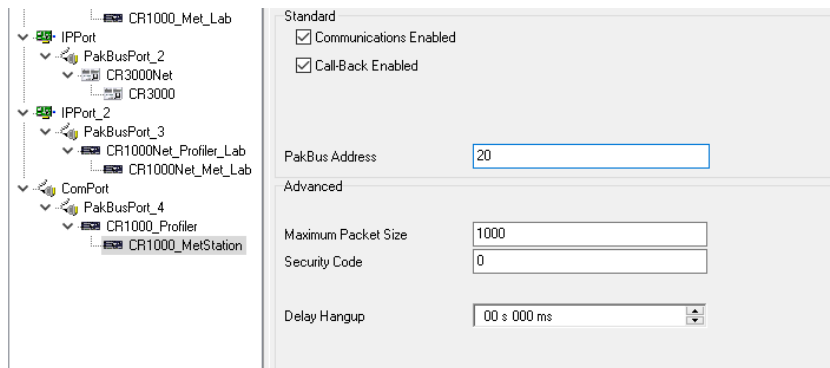 CR1000_Met_Lab
IPPort
PakBusPort_2
CR3000Net
CR3000
IPPort_2
PakBusPort_3
CR1000Net_Profiler_Lab
CR1000Net_Met_Lab
ComPort
PakBusPort_4
CR1000_Profiler
CR1000_MetStation
Standard
Communications Enabled
Call-Back Enabled
PakBus Address 20
Advanced
Maximum Packet Size 1000
Security Code 0
Delay Hangup 00 s 000 ms